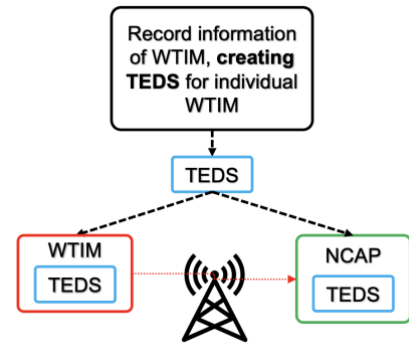 Record information
of WTIM, creating
TEDS for individual
WTIM
TEDS
WTIM
TEDS
NCAP
TEDS